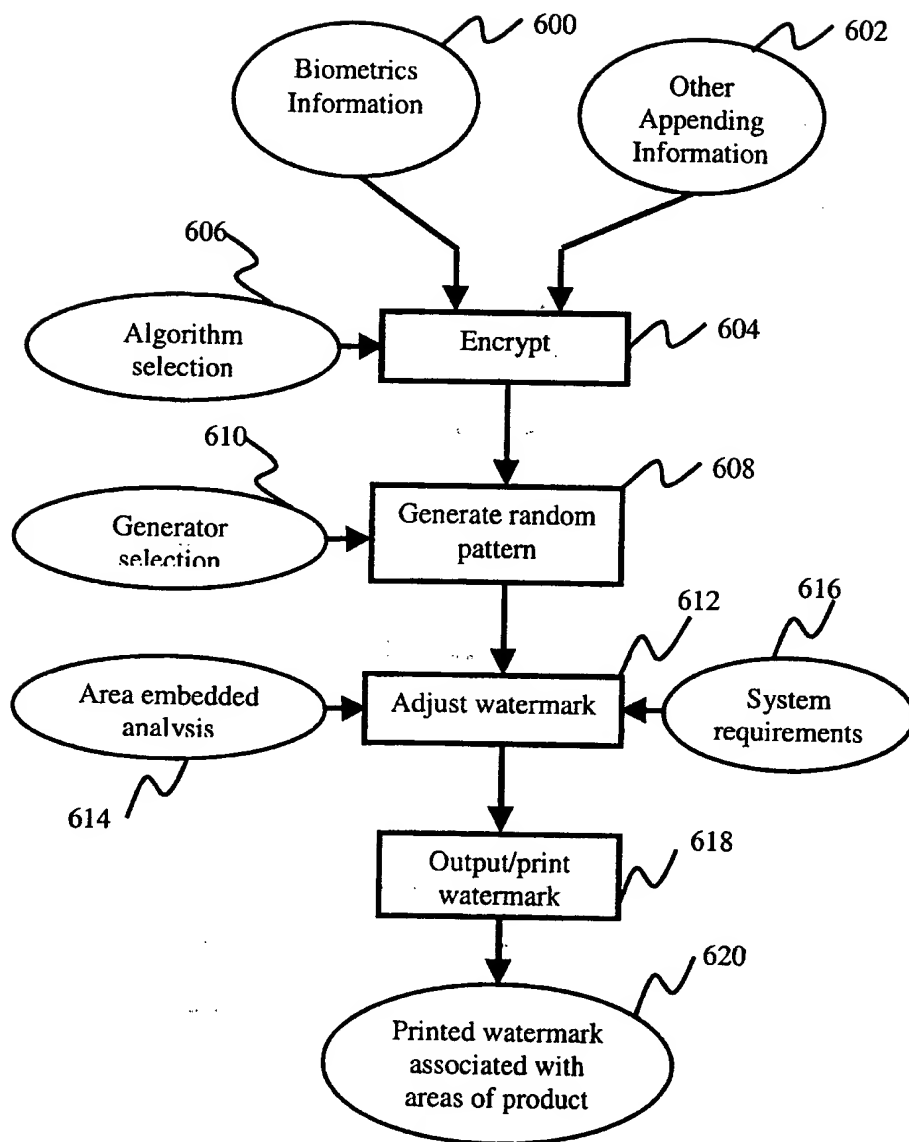 600
602
Biometrics
Information
Other
Appending
Information
606
Algorithm
selection
Encrypt
604
610
608
Generator
selection
Generate random
pattern
612
616
Area embedded
analysis
Adjust watermark
System
requirements
614
Output/print
watermark
618
620
Printed watermark
associated with
areas of product